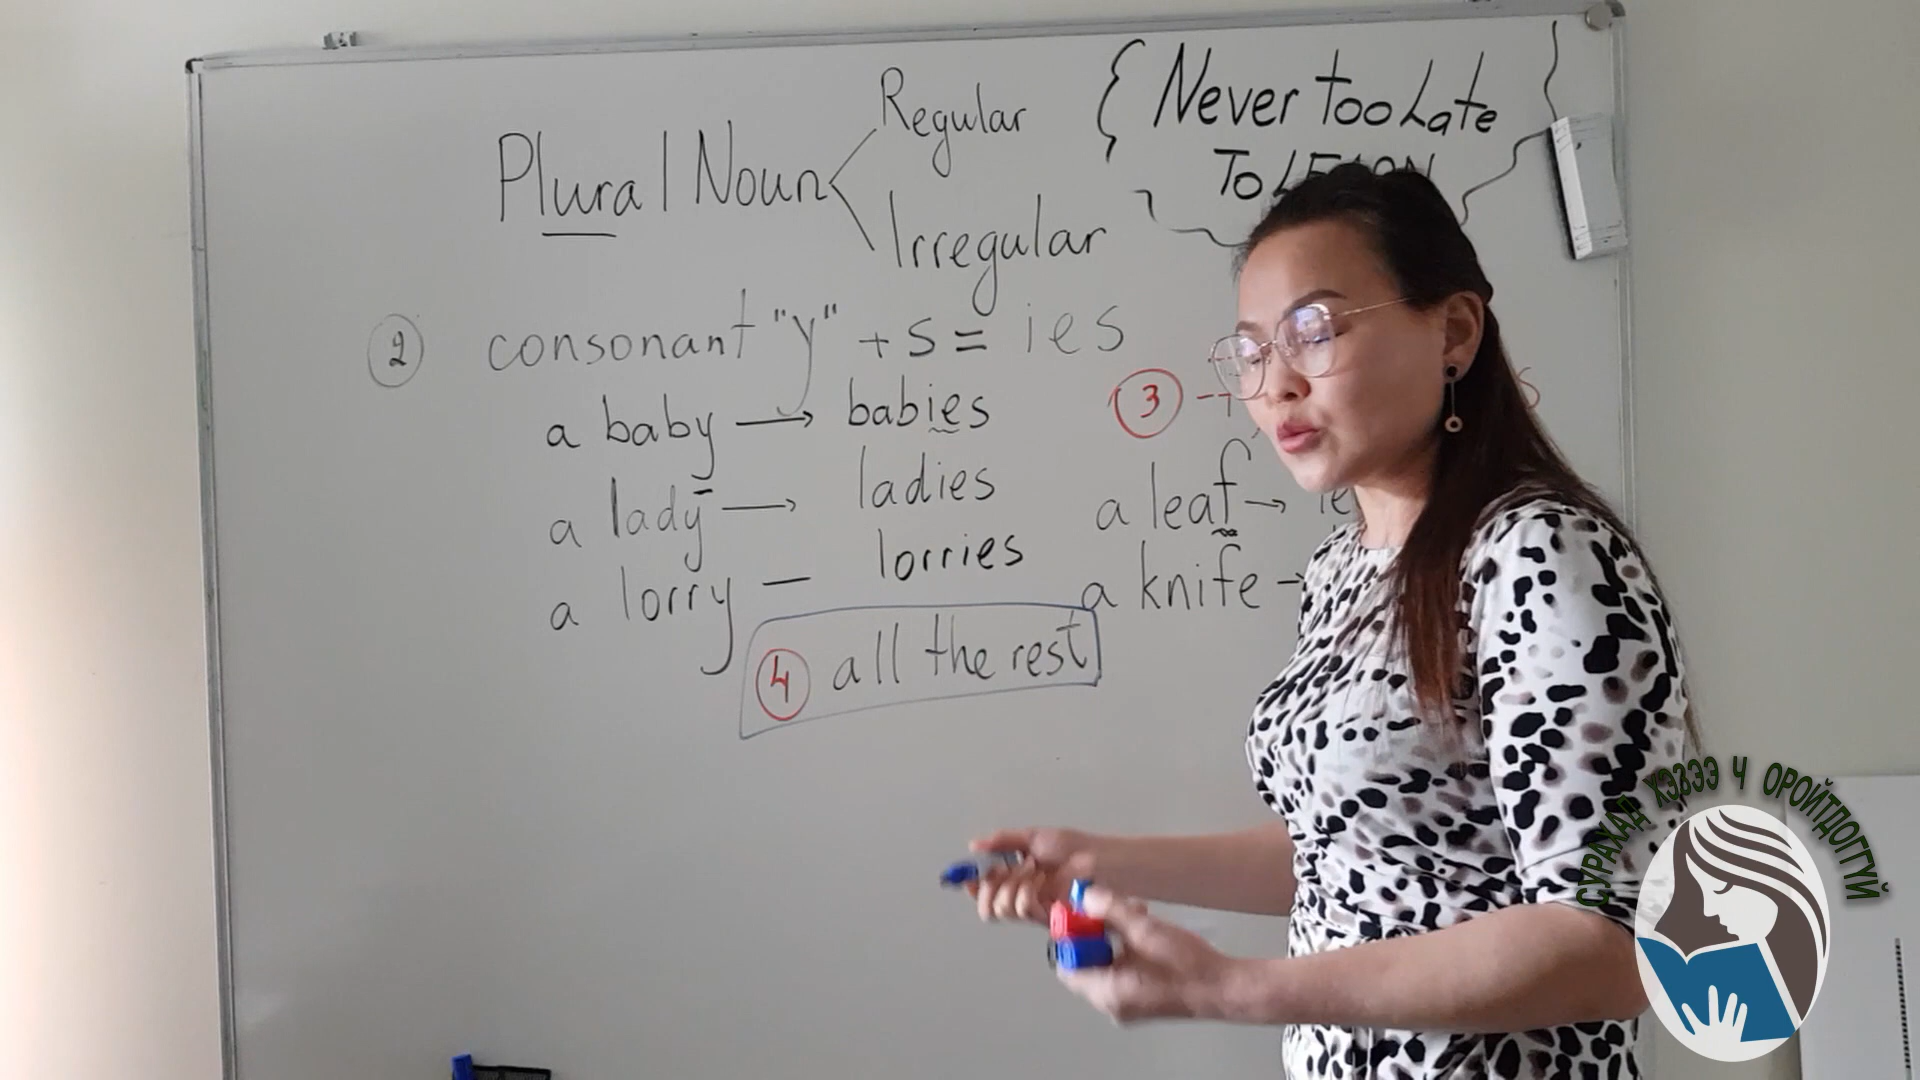 Plural Noun
Regular
Irregular
{ Never Too Late
To
② consonant "y" + s = ies
a baby → babies
a lady → ladies
a lorry — lorries
③
a leaf →
a knife →
④ all the rest
СУРАХАД ХЭЗЭЭ Ч ОРОЙТДОГГҮЙ